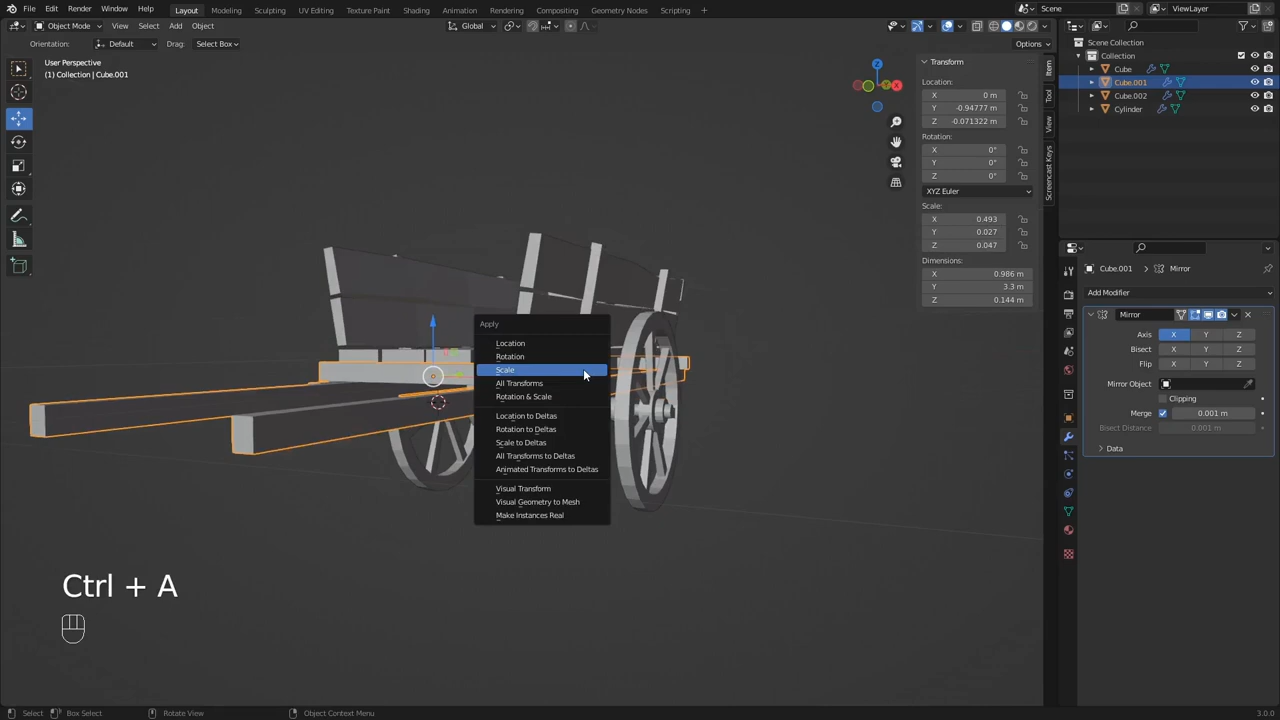 File Edit Render Window Help Layout Modeling Sculpting UV Editing Texture Paint Shading Animation Rendering Compositing Geometry Nodes Scripting + Scene ViewLayer
Object Mode View Select Add Object Global
Orientation: Default Drag: Select Box Options
User Perspective
(1) Collection | Cube.001
Z
Y
X
Transform
Location:
X 0 m
Y -0.94777 m
Z -0.071322 m
Rotation:
X 0°
Y 0°
Z 0°
XYZ Euler
Scale:
X 0.493
Y 0.027
Z 0.047
Dimensions:
X 0.986 m
Y 3.3 m
Z 0.144 m
Item
Tool
View
Screencast Keys
Scene Collection
Collection
Cube
Cube.001
Cube.002
Cylinder
Cube.001 > Mirror
Add Modifier
Mirror
Axis X Y Z
Bisect X Y Z
Flip X Y Z
Mirror Object
Clipping
Merge 0.001 m
Bisect Distance 0.001 m
Data
Apply
Location
Rotation
Scale
All Transforms
Rotation & Scale
Location to Deltas
Rotation to Deltas
Scale to Deltas
All Transforms to Deltas
Animated Transforms to Deltas
Visual Transform
Visual Geometry to Mesh
Make Instances Real
Ctrl + A
Select Box Select Rotate View Object Context Menu 3.0.0